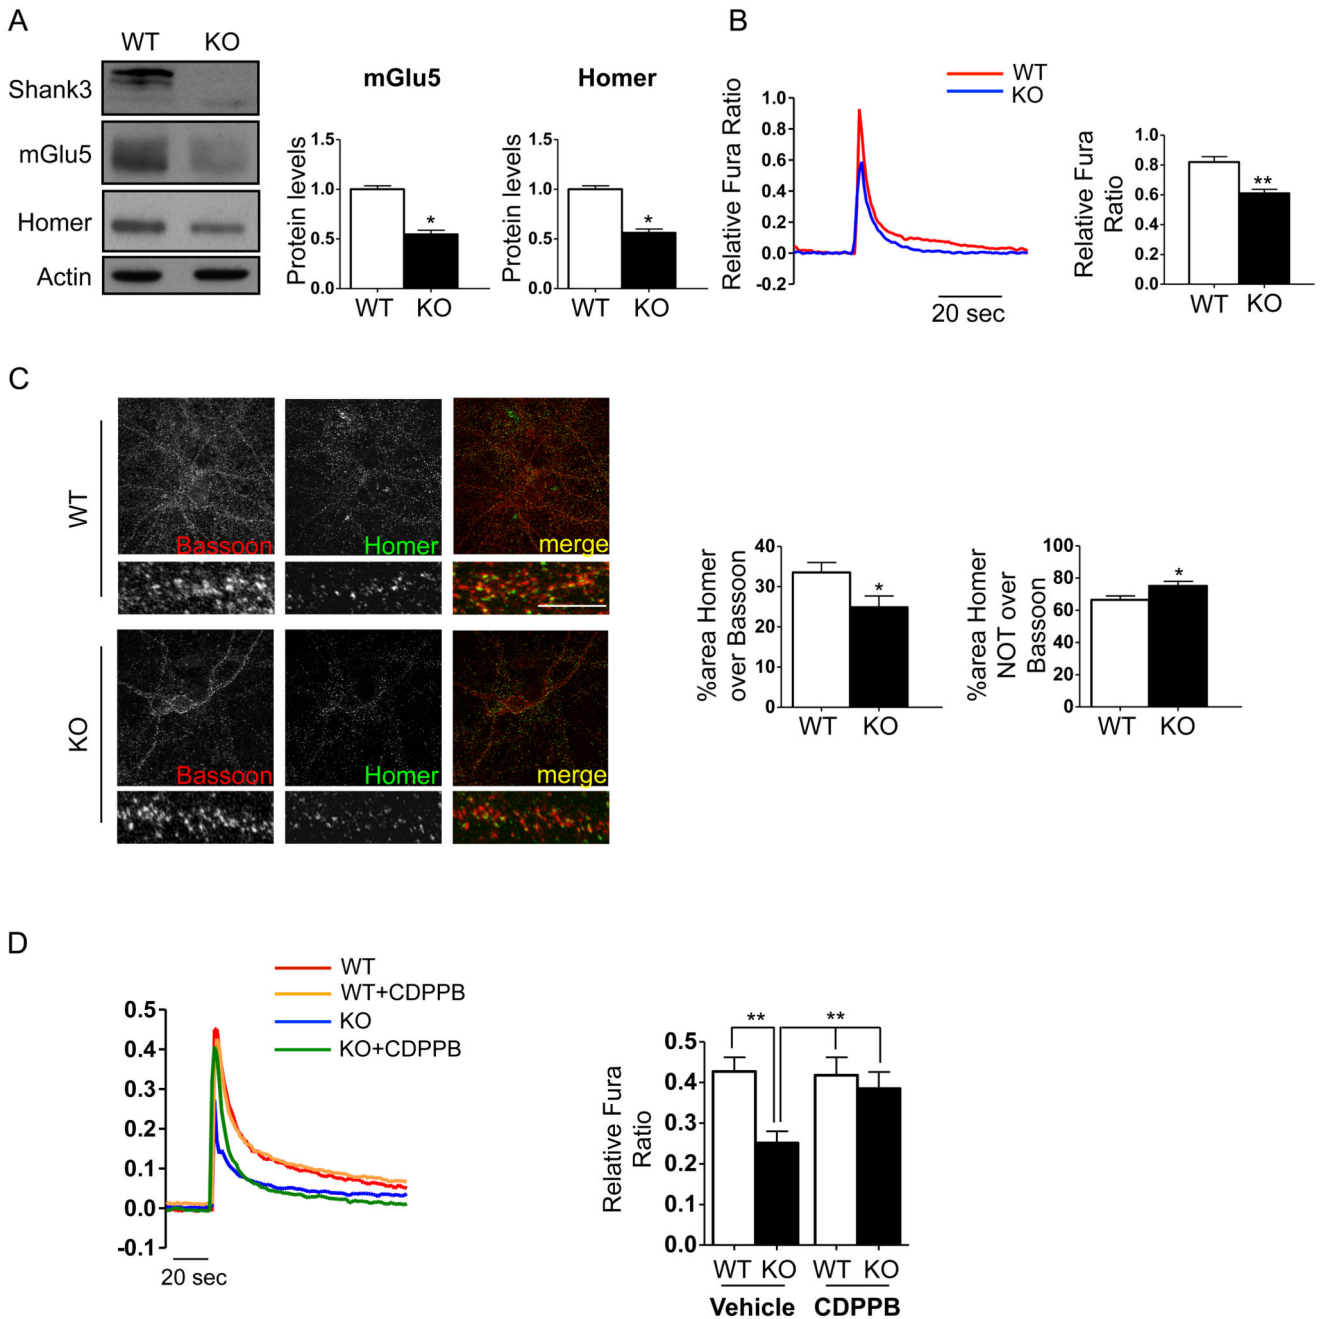 A
WT KO
Shank3
mGlu5
Homer
Actin
mGlu5
Protein levels
1.5
1.0
0.5
0.0
WT KO
Homer
Protein levels
1.5
1.0
0.5
0.0
WT KO
*
*
B
WT
KO
Relative Fura Ratio
1.0
0.8
0.6
0.4
0.2
0.0
-0.2
20 sec
Relative Fura
Ratio
1.0
0.8
0.6
0.4
0.2
0.0
**
WT KO
C
WT
Bassoon
Homer
merge
KO
Bassoon
Homer
merge
%area Homer
over Bassoon
40
30
20
10
0
*
WT KO
%area Homer
NOT over
Bassoon
100
80
60
40
20
0
*
WT KO
D
WT
WT+CDPPB
KO
KO+CDPPB
0.5
0.4
0.3
0.2
0.1
0.0
-0.1
20 sec
Relative Fura
Ratio
0.5
0.4
0.3
0.2
0.1
0.0
** **
WT KO WT KO
Vehicle CDPPB